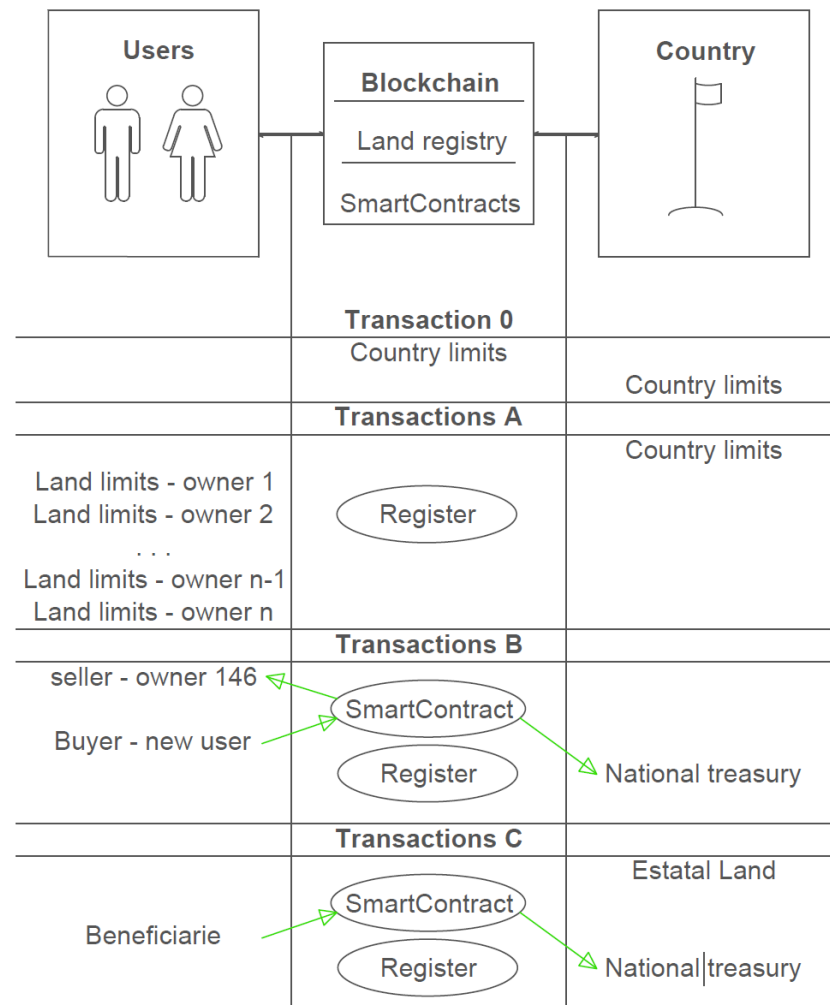 Users
Blockchain
Country
Land registry
SmartContracts
Transaction 0
Country limits
Country limits
Transactions A
Country limits
Land limits - owner 1
Land limits - owner 2
. . .
Land limits - owner n-1
Land limits - owner n
Register
Transactions B
seller - owner 146
SmartContract
Buyer - new user
Register
National treasury
Transactions C
Estatal Land
SmartContract
Beneficiarie
Register
National treasury